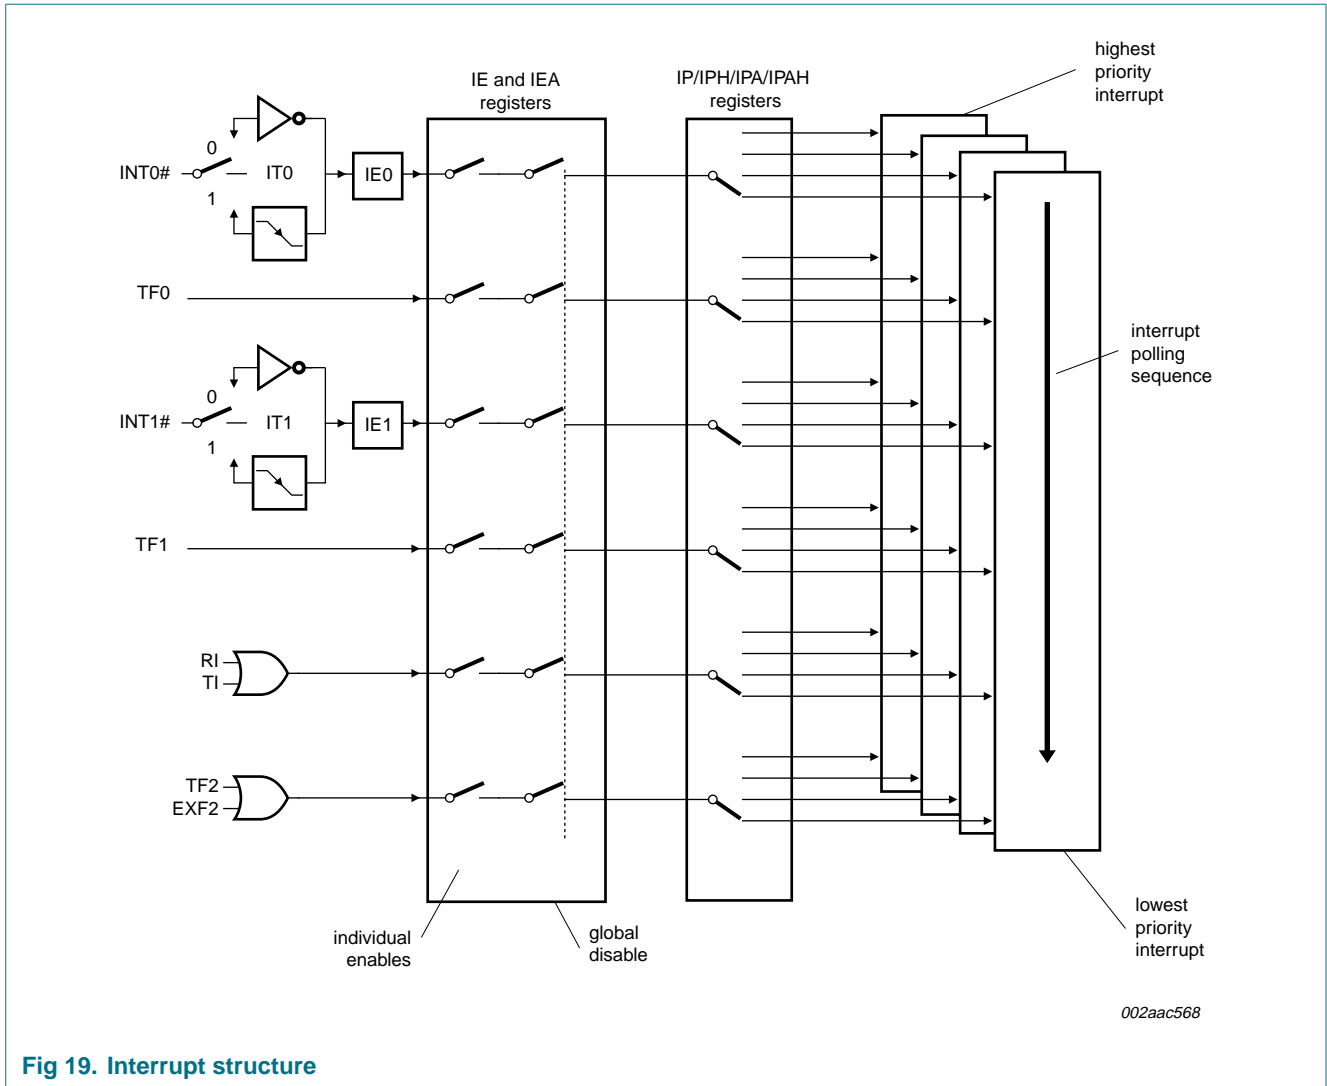 highest
priority
interrupt
IE and IEA
registers
IP/IPH/IPA/IPAH
registers
0
INT0#
IT0
IE0
1
TF0
interrupt
polling
sequence
0
INT1#
IT1
IE1
1
TF1
RI
TI
TF2
EXF2
individual
enables
global
disable
lowest
priority
interrupt
002aac568
Fig 19. Interrupt structure